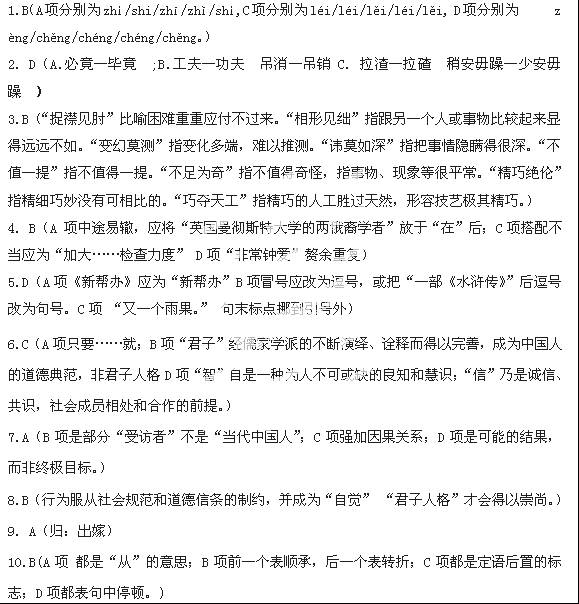 1.B(A项分别为zhì/shì/zhī/zhì/shì,C项分别为léi/léi/lěi/léi/lěi, D项分别为 z
èng/chēng/chéng/chéng/chēng。)
2. D (A.必竟一毕竟 ;B.工夫一功夫 吊消一吊销 C. 拉渣一拉碴 稍安毋躁一少安毋
躁 )
3.B(“捉襟见肘”比喻困难重重应付不过来。“相形见绌”指跟另一个人或事物比较起来显
得远远不如。“变幻莫测”指变化多端，难以推测。“讳莫如深”指把事情隐瞒得很深。“不
值一提”指不值得一提。“不足为奇”指不值得奇怪，指事物、现象等很平常。“精巧绝伦”
指精细巧妙没有可相比的。“巧夺天工”指精巧的人工胜过天然，形容技艺极其精巧。)
4. B(A 项中途易辙，应将“英国曼彻斯特大学的两俄裔学者”放于“在”后；C项搭配不
当应为“加大……检查力度” D项“非常钟爱”赘余重复)
5.D(A项《新帮办》应为“新帮办”B项冒号应改为逗号，或把“一部《水浒传》”后逗号
改为句号。C项 “又一个雨果。” 句末标点挪到引号外)
6.C(A项只要……就；B项“君子”经儒家学派的不断演绎、诠释而得以完善，成为中国人
的道德典范，非君子人格D项“智”自是一种为人不可或缺的良知和慧识；“信”乃是诚信、
共识，社会成员相处和合作的前提。)
7.A(B项是部分“受访者”不是“当代中国人”；C项强加因果关系；D项是可能的结果，
而非终极目标。)
8.B(行为服从社会规范和道德信条的制约，并成为“自觉” “君子人格”才会得以崇尚。)
9. A(归：出嫁)
10.B(A项 都是“从”的意思；B项前一个表顺承，后一个表转折；C项都是定语后置的标
志；D项都表句中停顿。)